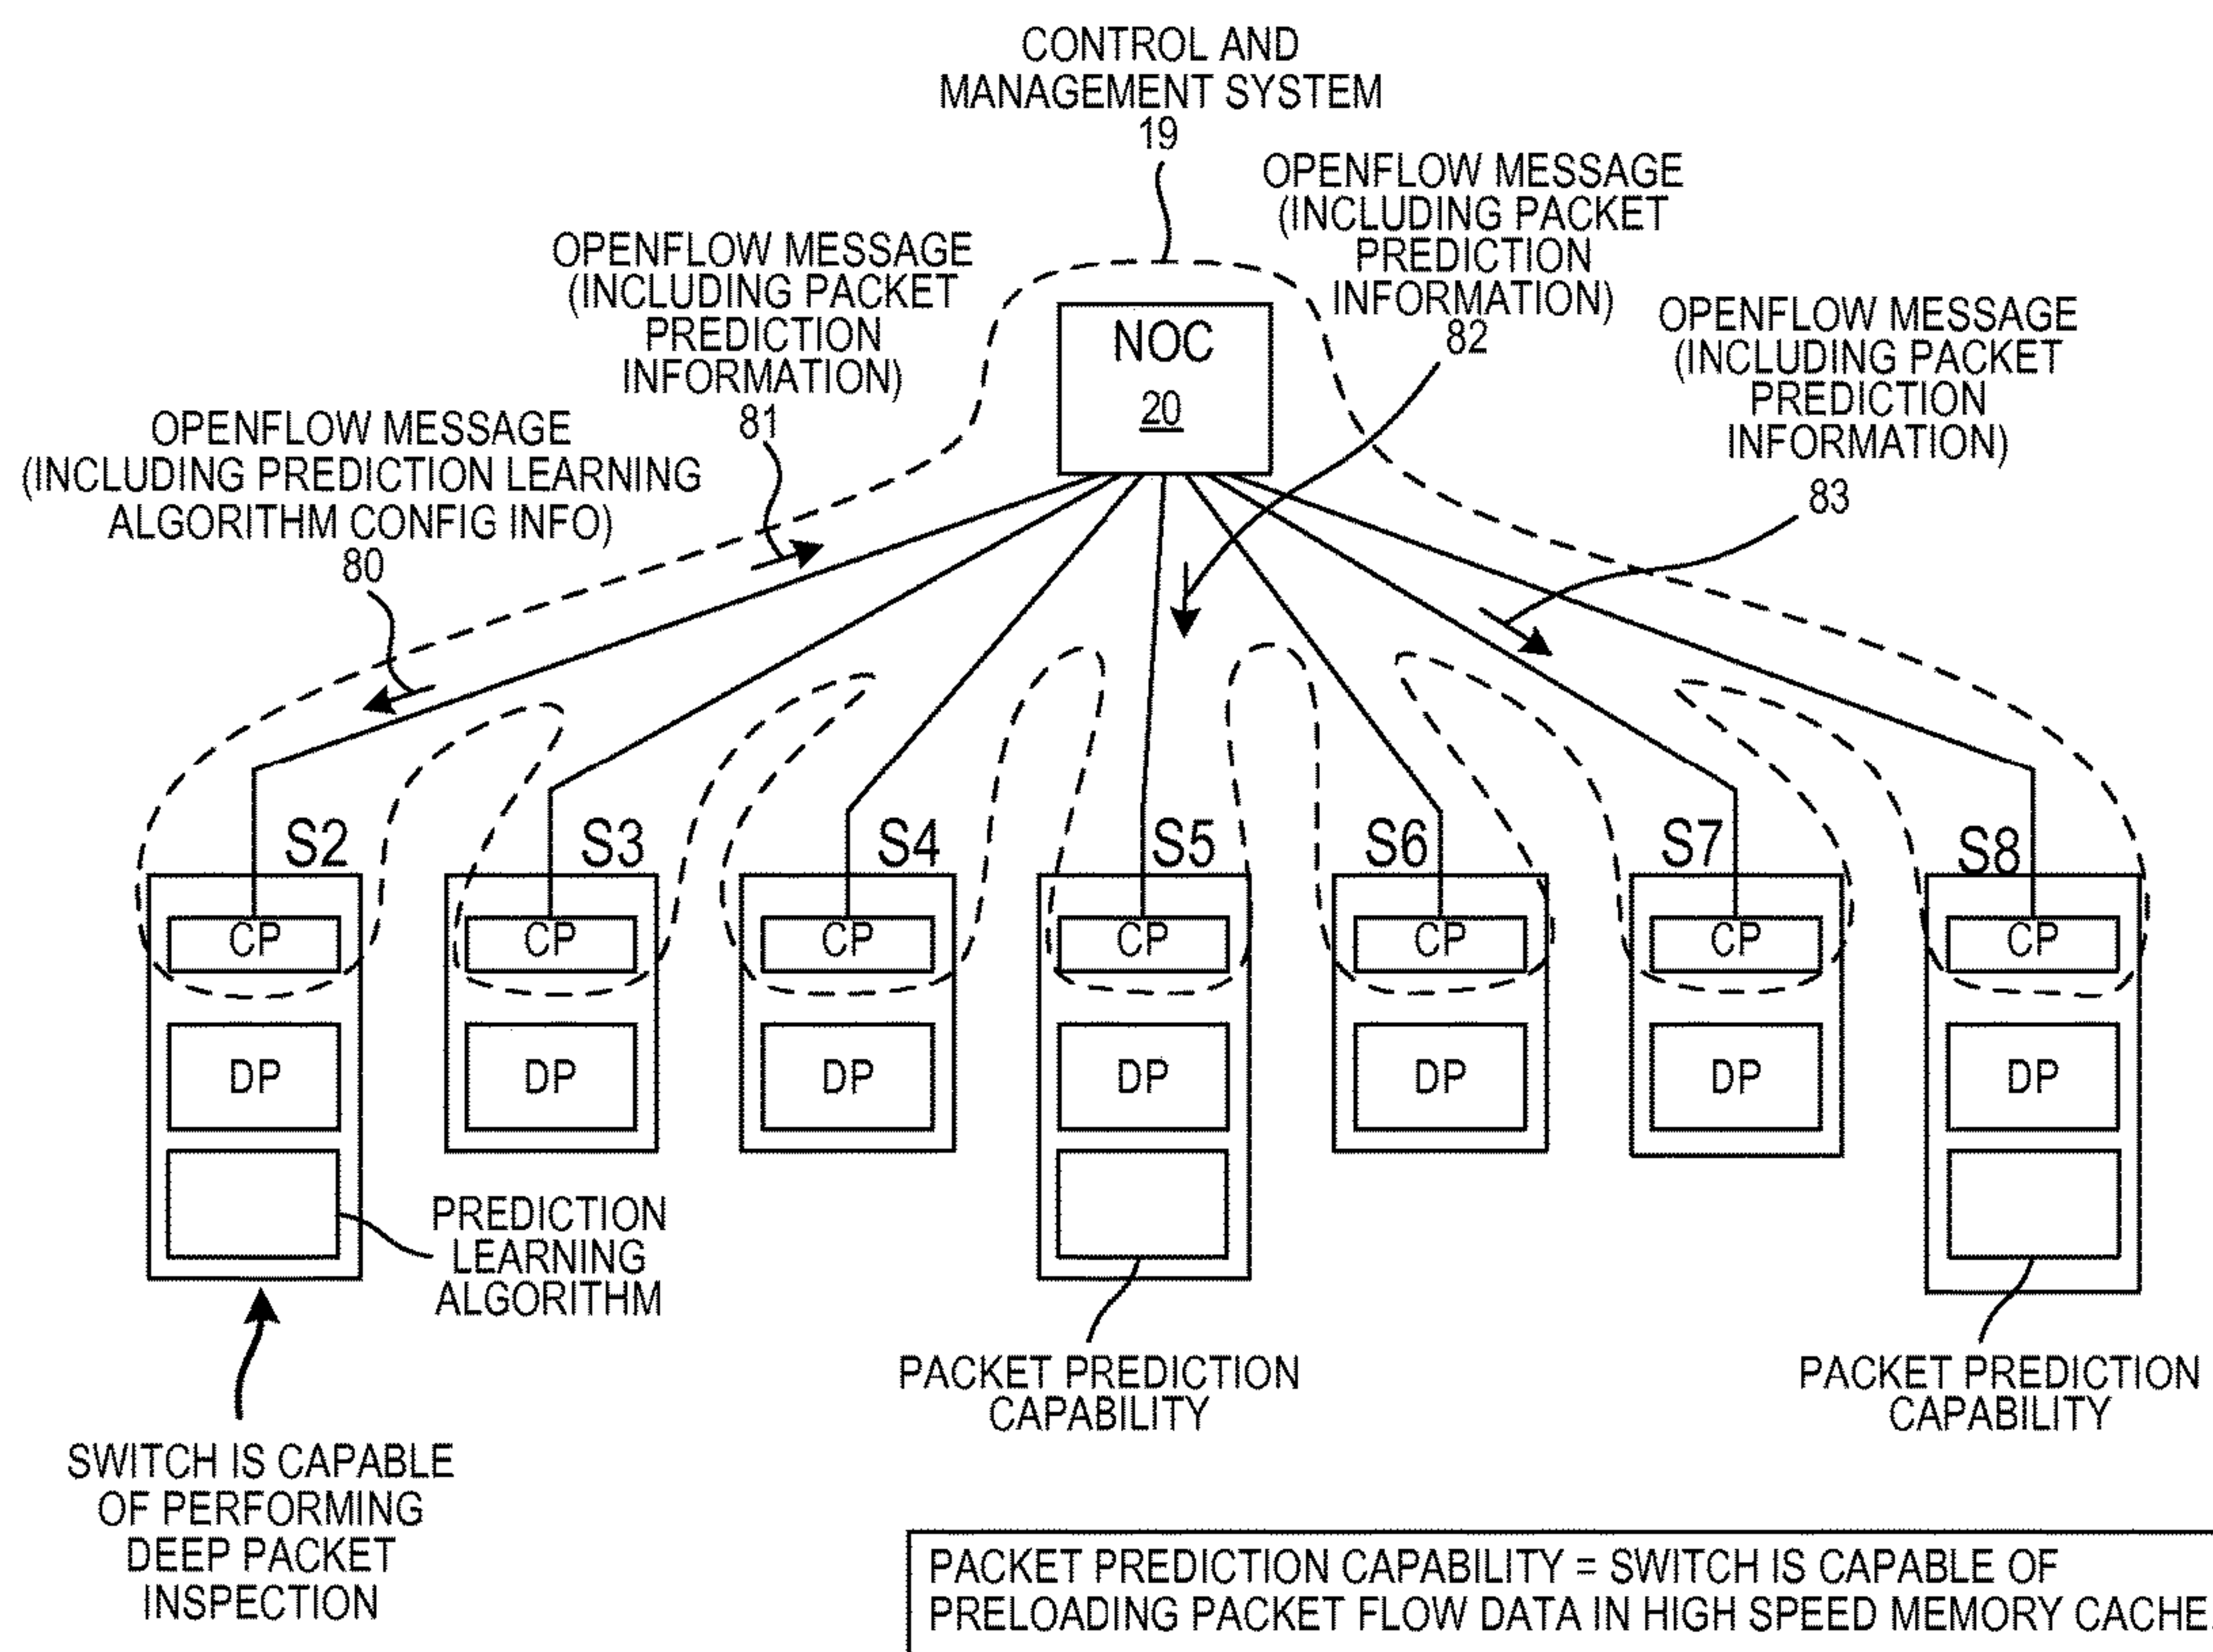 CONTROL AND
MANAGEMENT SYSTEM
19
OPENFLOW MESSAGE
(INCLUDING PACKET
PREDICTION
INFORMATION)
82
OPENFLOW MESSAGE
(INCLUDING PACKET
PREDICTION
INFORMATION)
81
OPENFLOW MESSAGE
(INCLUDING PACKET
PREDICTION
INFORMATION)
83
NOC
20
OPENFLOW MESSAGE
(INCLUDING PREDICTION LEARNING
ALGORITHM CONFIG INFO)
80
S2
S3
S4
S5
S6
S7
S8
CP
CP
CP
CP
CP
CP
CP
DP
DP
DP
DP
DP
DP
DP
PREDICTION
LEARNING
ALGORITHM
PACKET PREDICTION
CAPABILITY
PACKET PREDICTION
CAPABILITY
SWITCH IS CAPABLE
OF PERFORMING
DEEP PACKET
INSPECTION
PACKET PREDICTION CAPABILITY = SWITCH IS CAPABLE OF
PRELOADING PACKET FLOW DATA IN HIGH SPEED MEMORY CACHE.